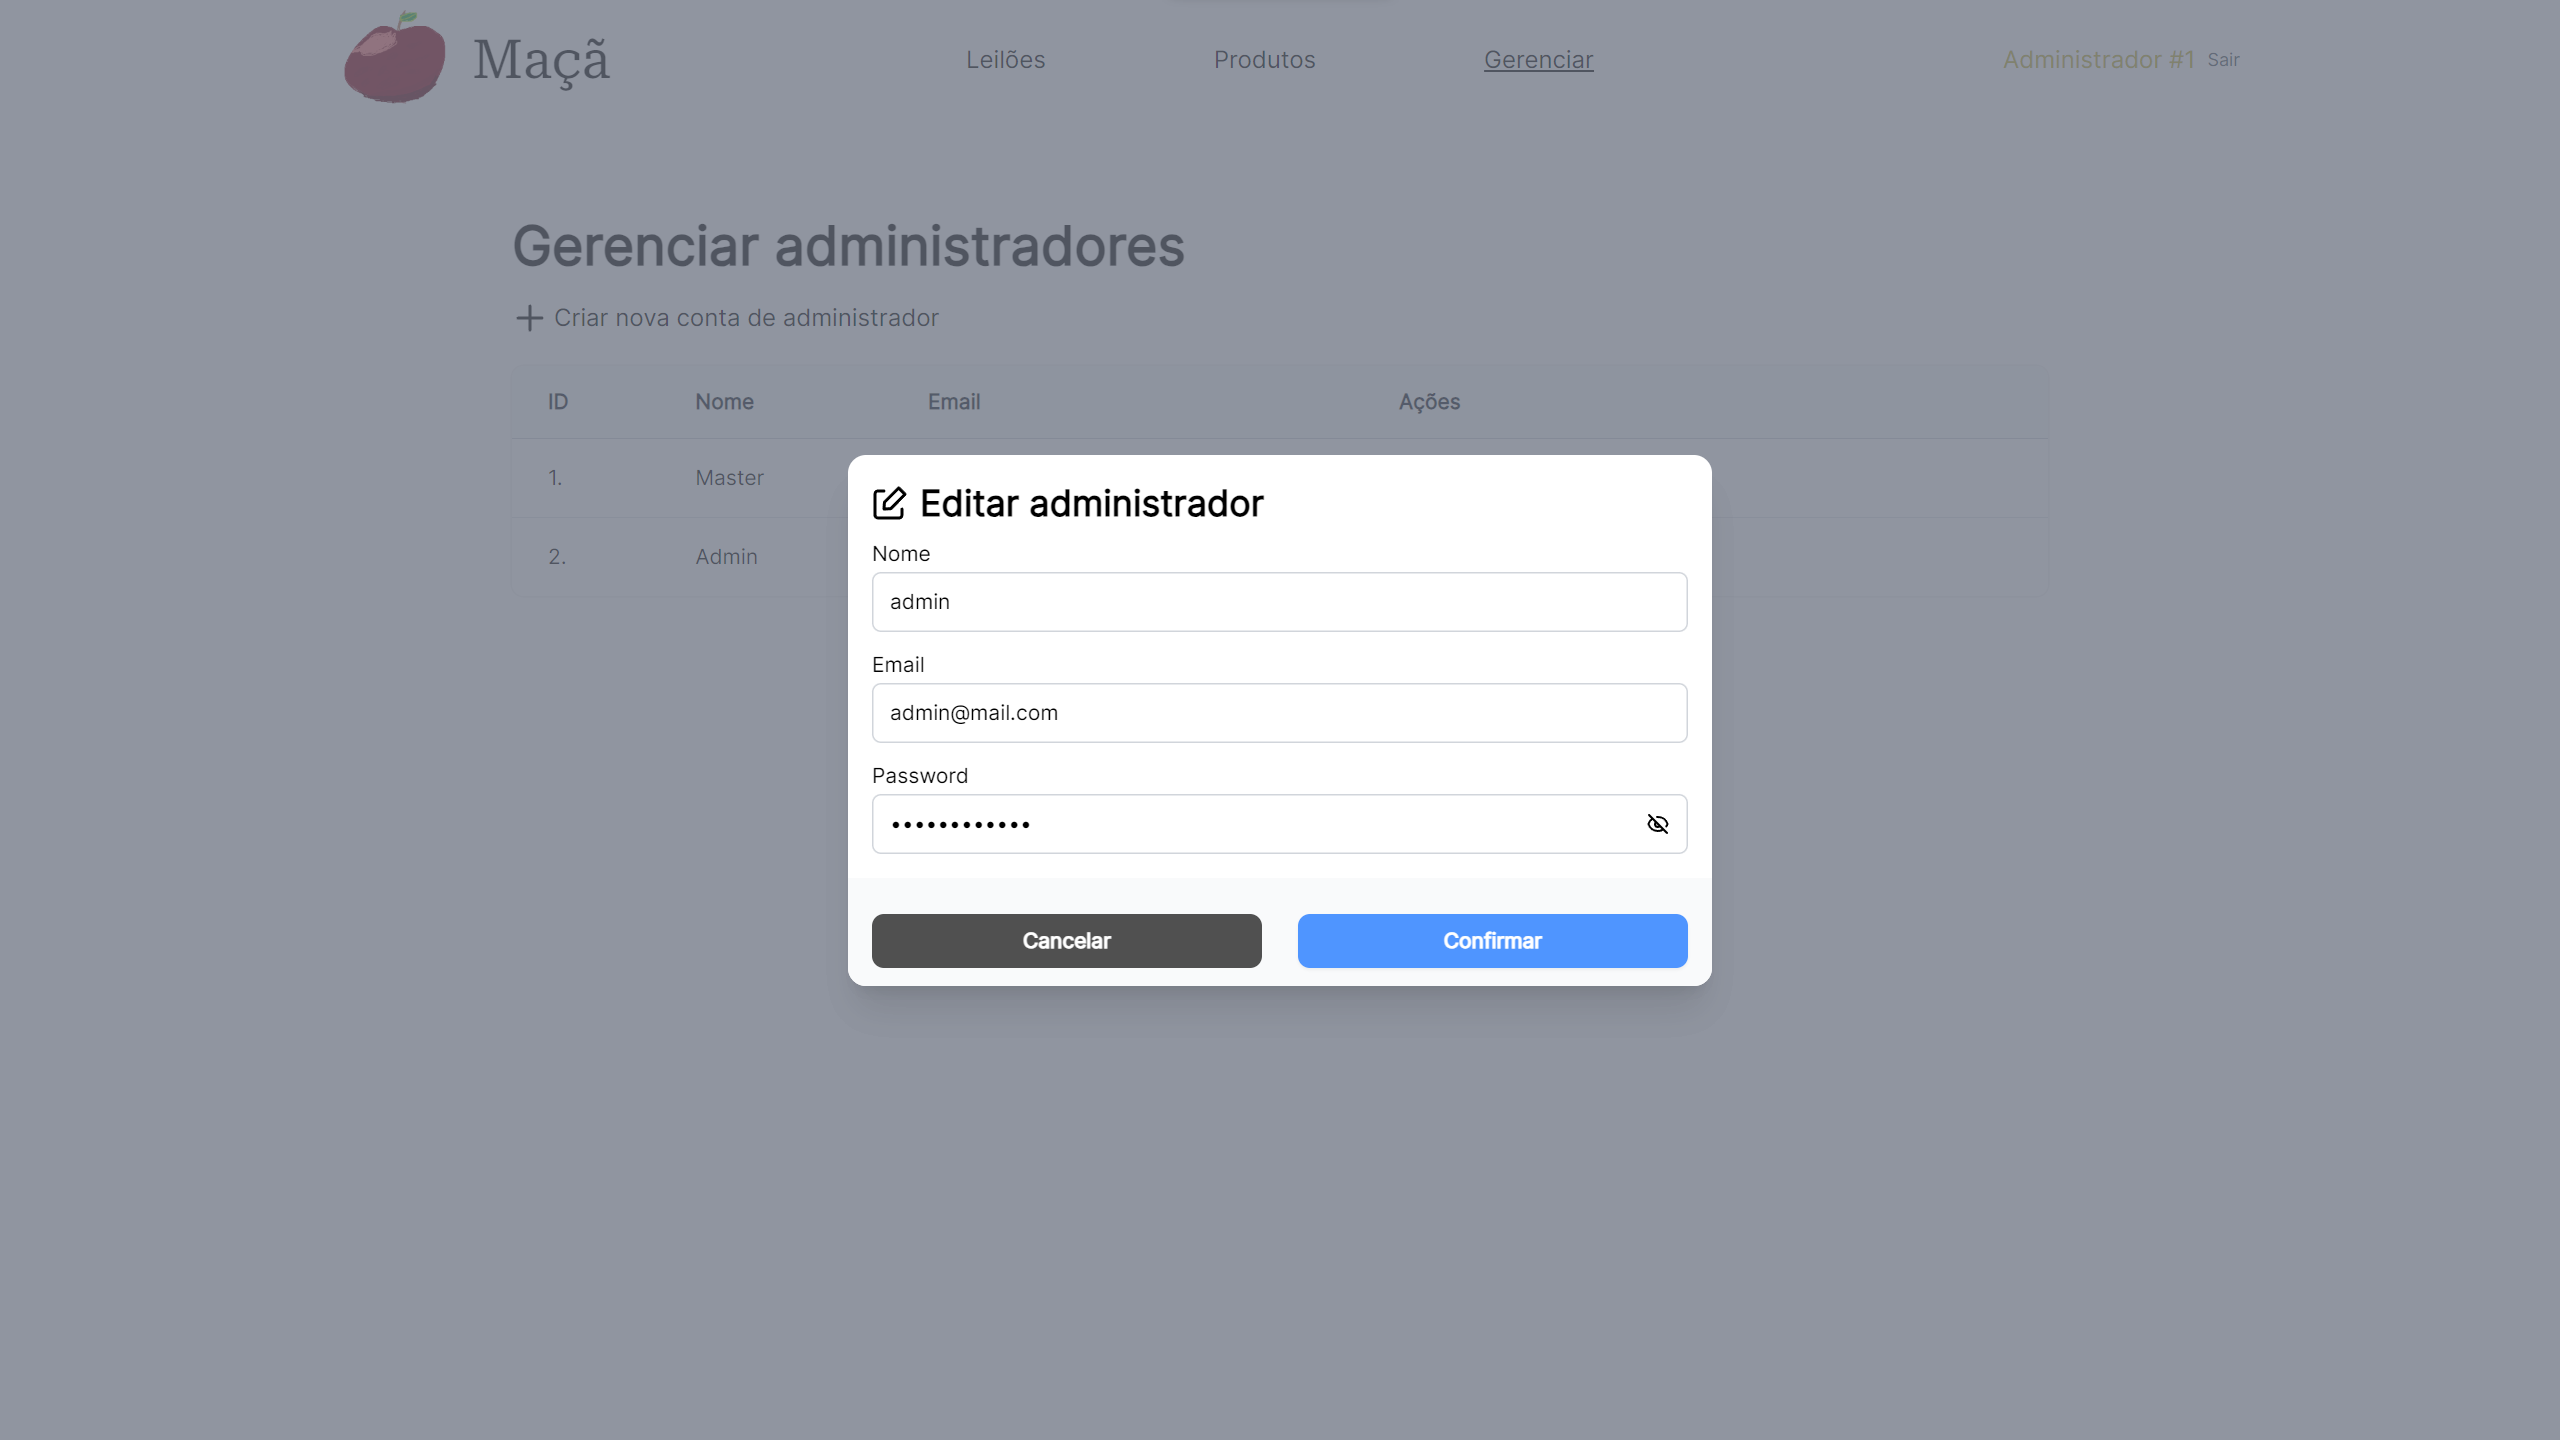 Maçã
Leilões
Produtos
Gerenciar
Administrador #1 Sair
Gerenciar administradores
Criar nova conta de administrador
ID Nome Email Ações
1. Master
2. Admin
Editar administrador
Nome
admin
Email
admin@mail.com
Password
••••••••••••
Cancelar
Confirmar